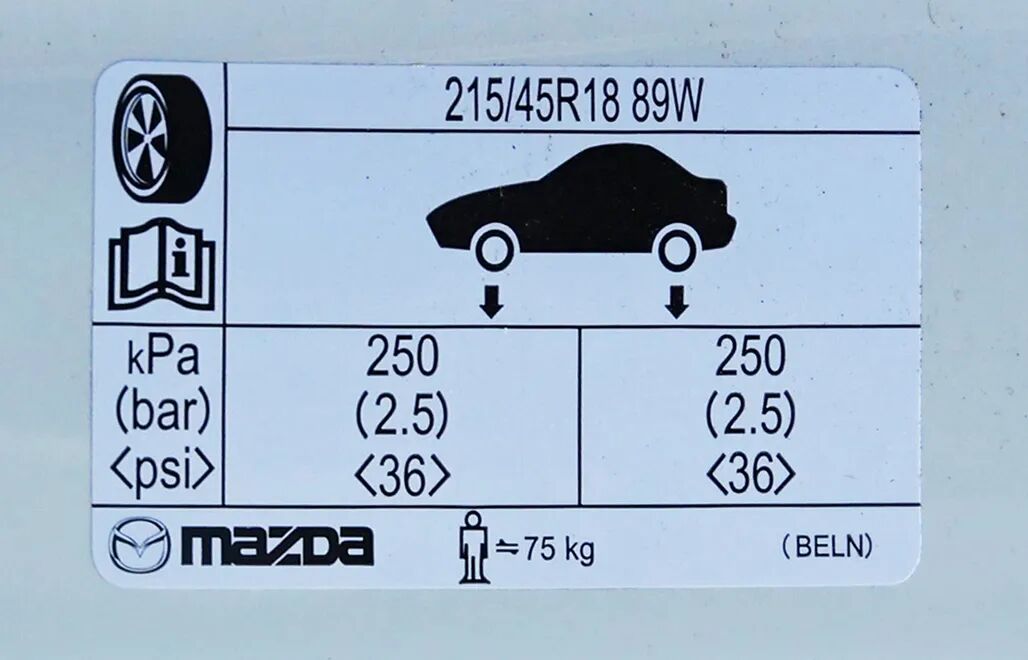 215/45R18 89W
i
kPa 250 250
(bar) (2.5) (2.5)
<psi> <36> <36>
mazda ≒75 kg (BELN)